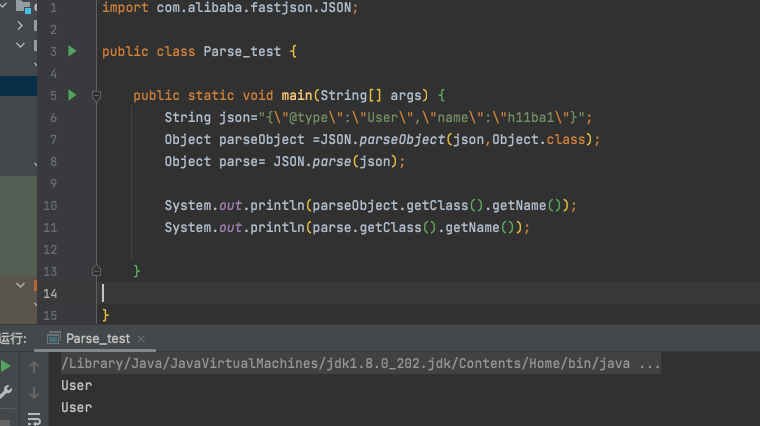 1 import com.alibaba.fastjson.JSON;
2
3 public class Parse_test {
4
5 public static void main(String[] args) {
6 String json="{\"@type\":\"User\",\"name\":\"h11ba1\"}";
7 Object parseObject =JSON.parseObject(json,Object.class);
8 Object parse= JSON.parse(json);
9
10 System.out.println(parseObject.getClass().getName());
11 System.out.println(parse.getClass().getName());
12
13 }
14
15 }
运行: Parse_test ×
/Library/Java/JavaVirtualMachines/jdk1.8.0_202.jdk/Contents/Home/bin/java ...
User
User